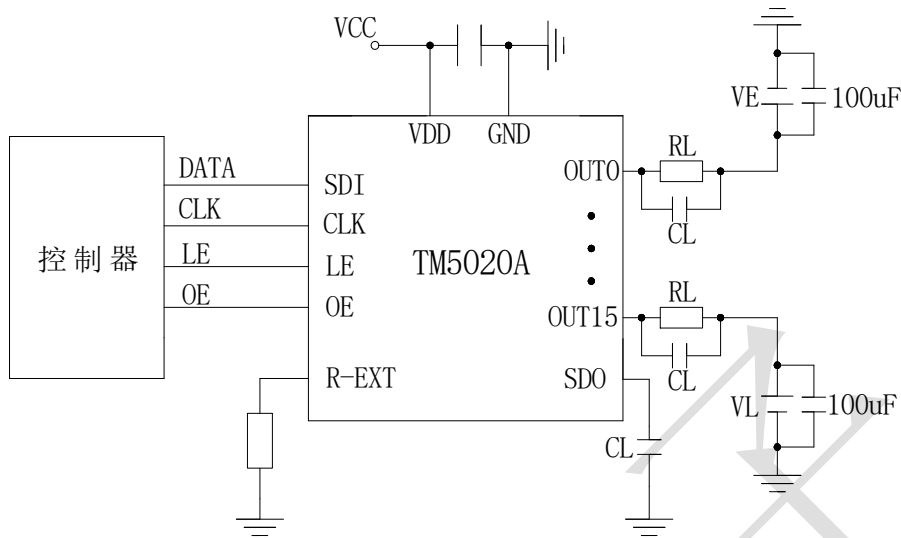 VCC
VDD
GND
VE
100uF
DATA
SDI
OUT0
RL
CL
CLK
CLK
控制器
LE
LE
TM5020A
OE
OE
OUT15
RL
CL
R-EXT
SDO
VL
100uF
CL